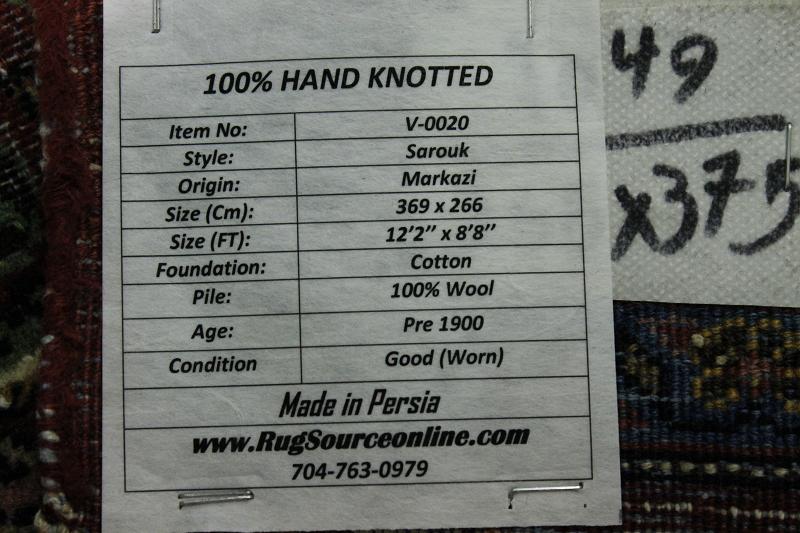 100% HAND KNOTTED
Item No: V-0020
Style: Sarouk
Origin: Markazi
Size (Cm): 369 x 266
Size (FT): 12'2" x 8'8"
Foundation: Cotton
Pile: 100% Wool
Age: Pre 1900
Condition Good (Worn)
Made in Persia
www.RugSourceonline.com
704-763-0979
49
x375